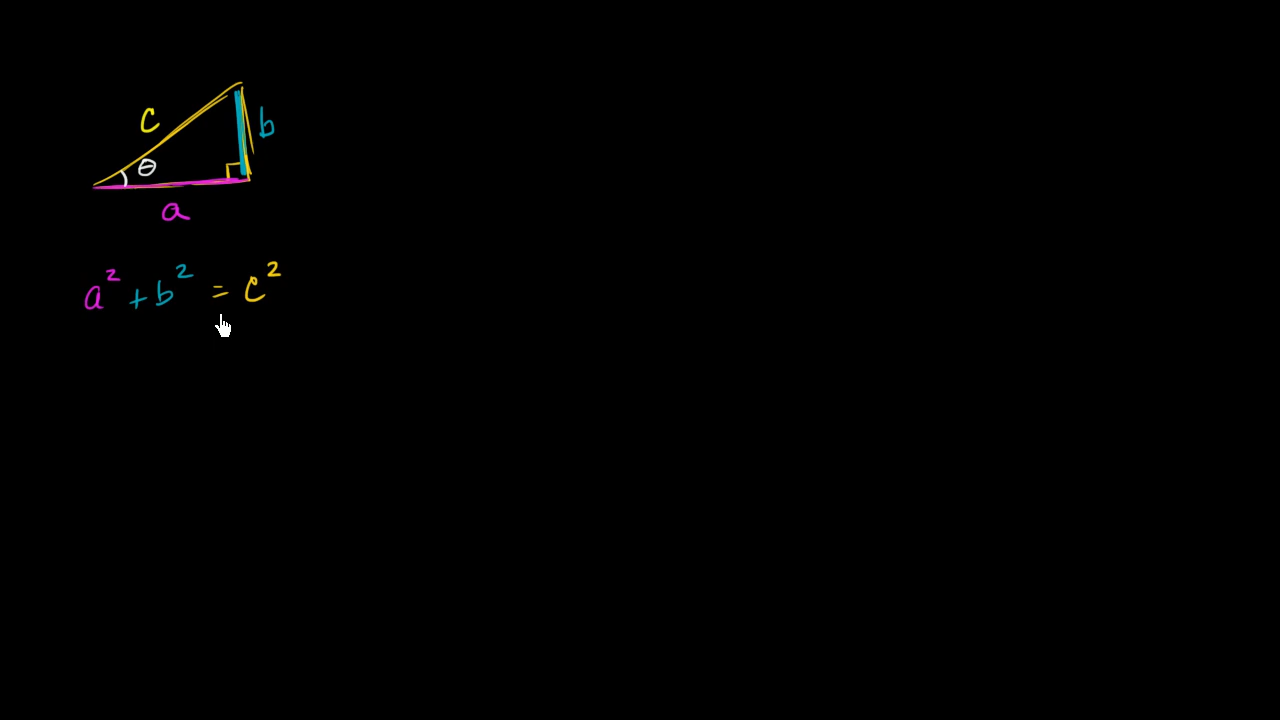 c
b
θ
a
a² + b² = c²